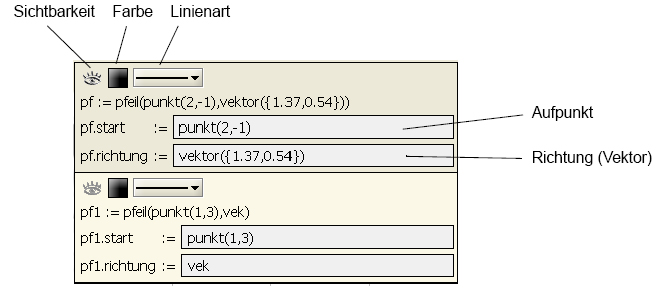 Sichtbarkeit Farbe Linienart
pf := pfeil(punkt(2,-1),vektor({1.37,0.54}))
pf.start := punkt(2,-1)
Aufpunkt
pf.richtung := vektor({1.37,0.54})
Richtung (Vektor)
pf1 := pfeil(punkt(1,3),vek)
pf1.start := punkt(1,3)
pf1.richtung := vek